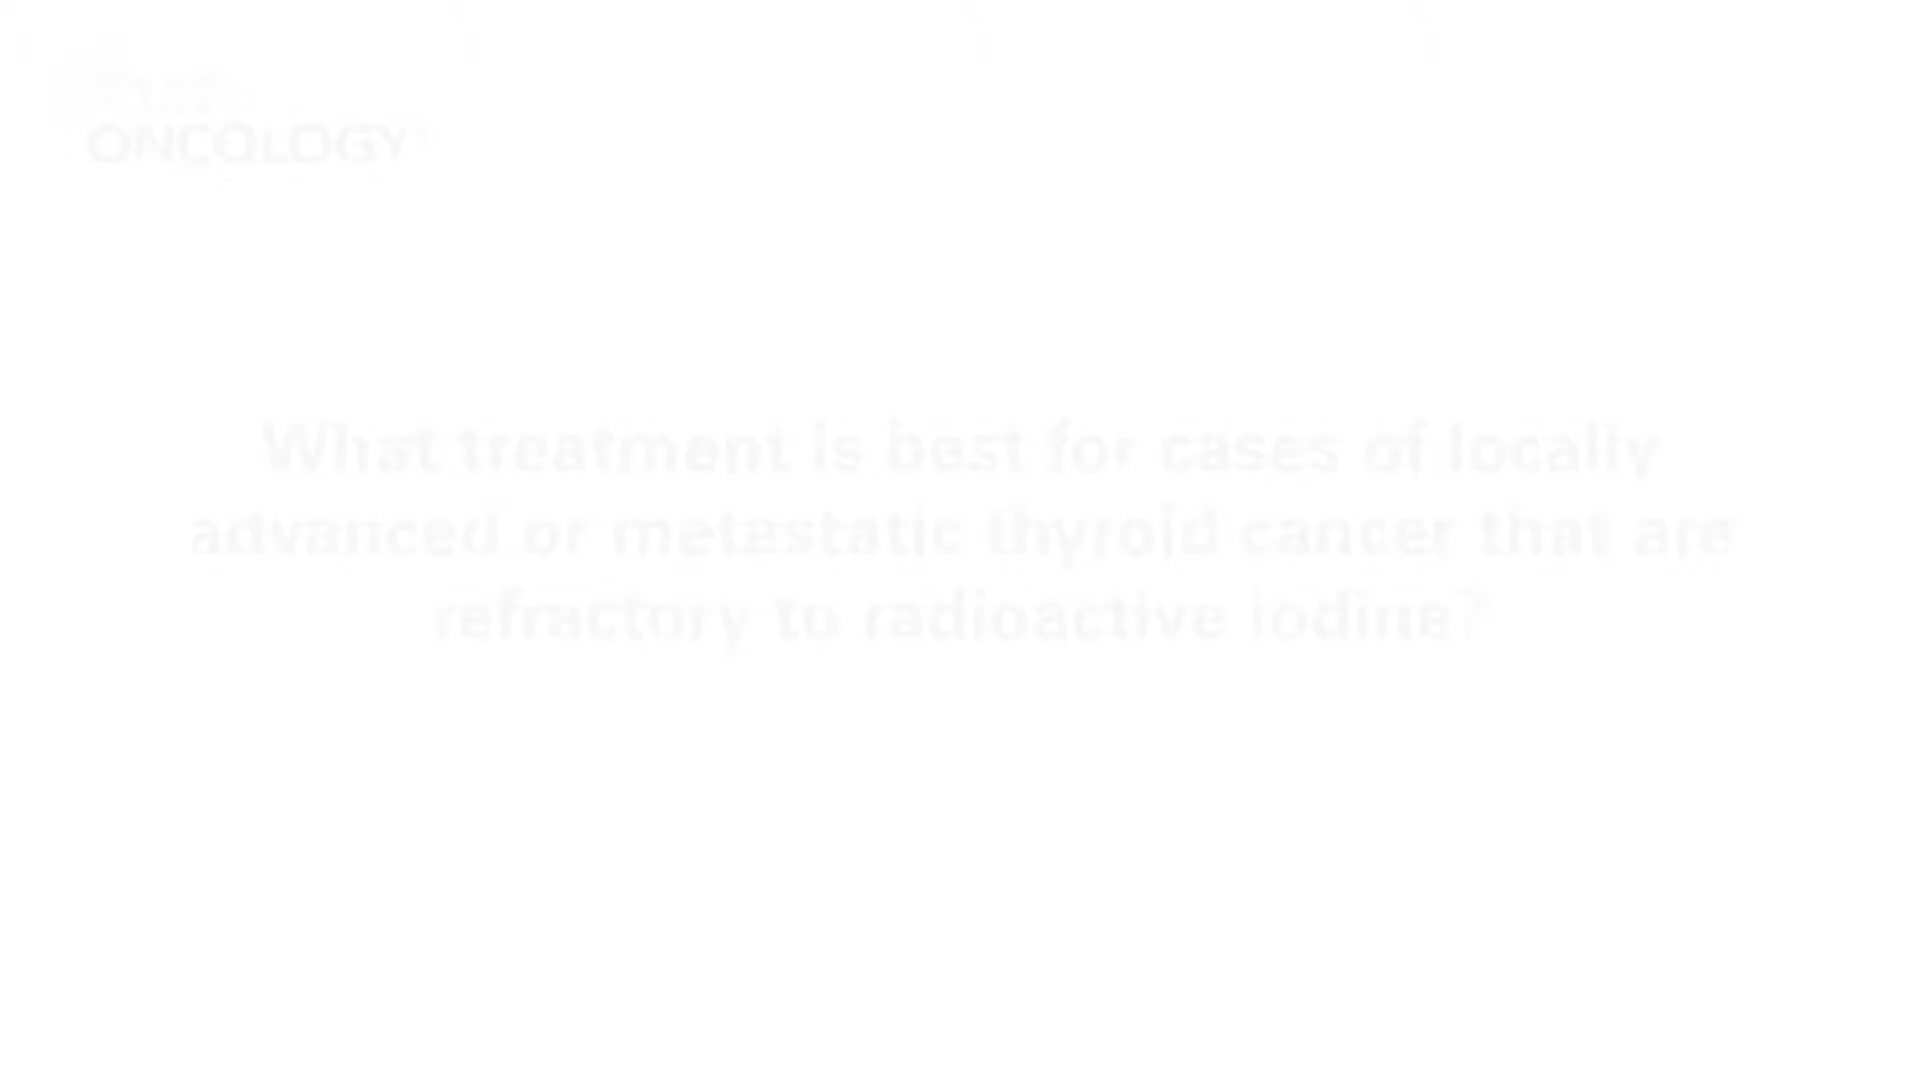 ONCOLOGY
What treatment is best for cases of locally
advanced or metastatic thyroid cancer that are
refractory to radioactive iodine?